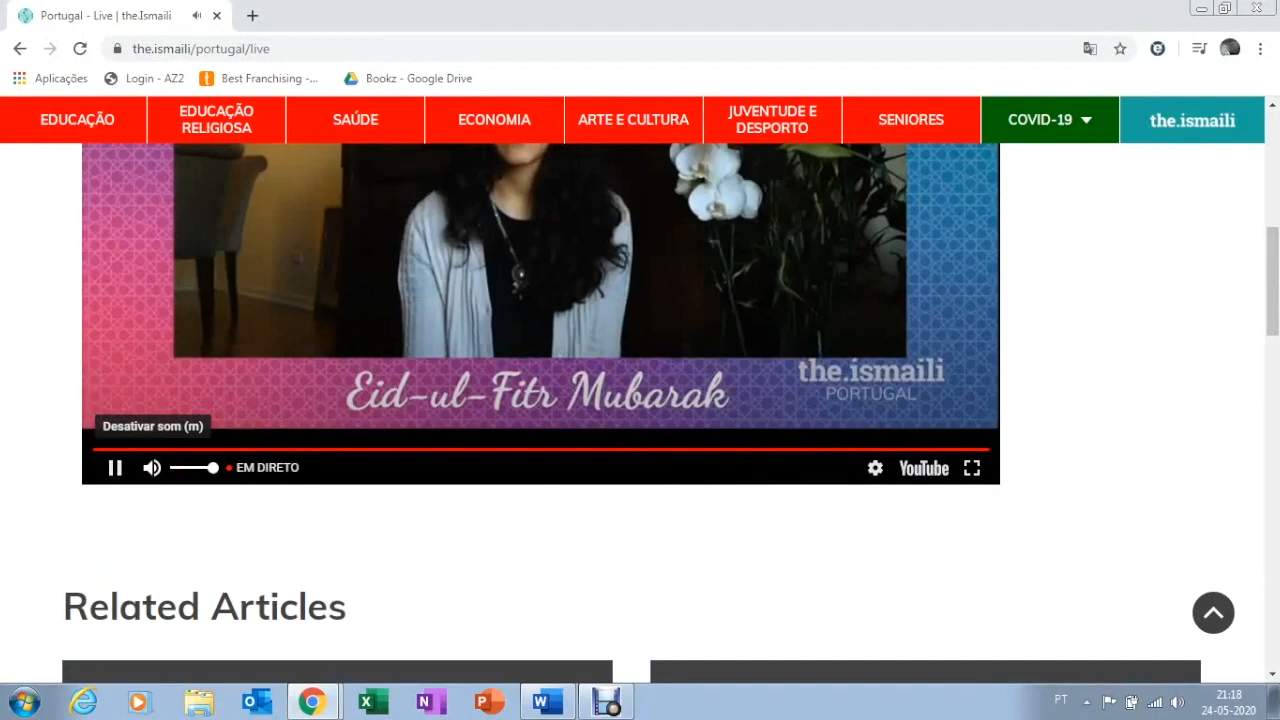 Portugal - Live | the.Ismaili
the.ismaili/portugal/live
Aplicações
Login - AZ2
Best Franchising -...
Bookz - Google Drive
EDUCAÇÃO
EDUCAÇÃO
RELIGIOSA
SAÚDE
ECONOMIA
ARTE E CULTURA
JUVENTUDE E
DESPORTO
SENIORES
COVID-19
the.ismaili
Eid-ul-Fitr Mubarak
the.ismaili
PORTUGAL
Desativar som (m)
EM DIRETO
YouTube
Related Articles
PT
21:18
24-05-2020